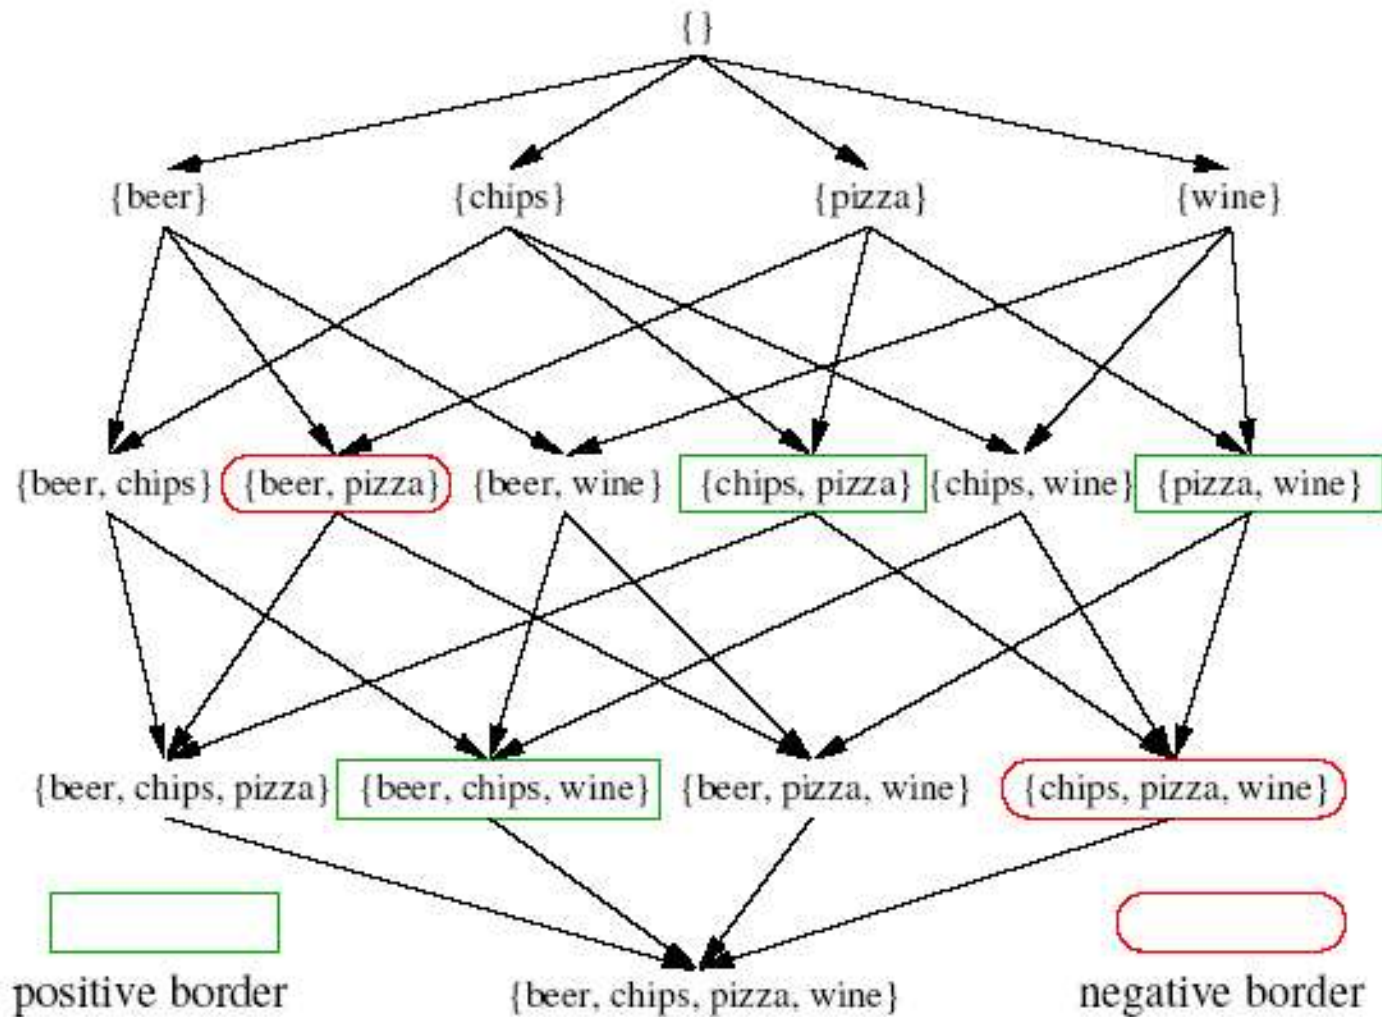 {}
{beer} {chips} {pizza} {wine}
{beer, chips} {beer, pizza} {beer, wine} {chips, pizza} {chips, wine} {pizza, wine}
{beer, chips, pizza} {beer, chips, wine} {beer, pizza, wine} {chips, pizza, wine}
positive border {beer, chips, pizza, wine} negative border